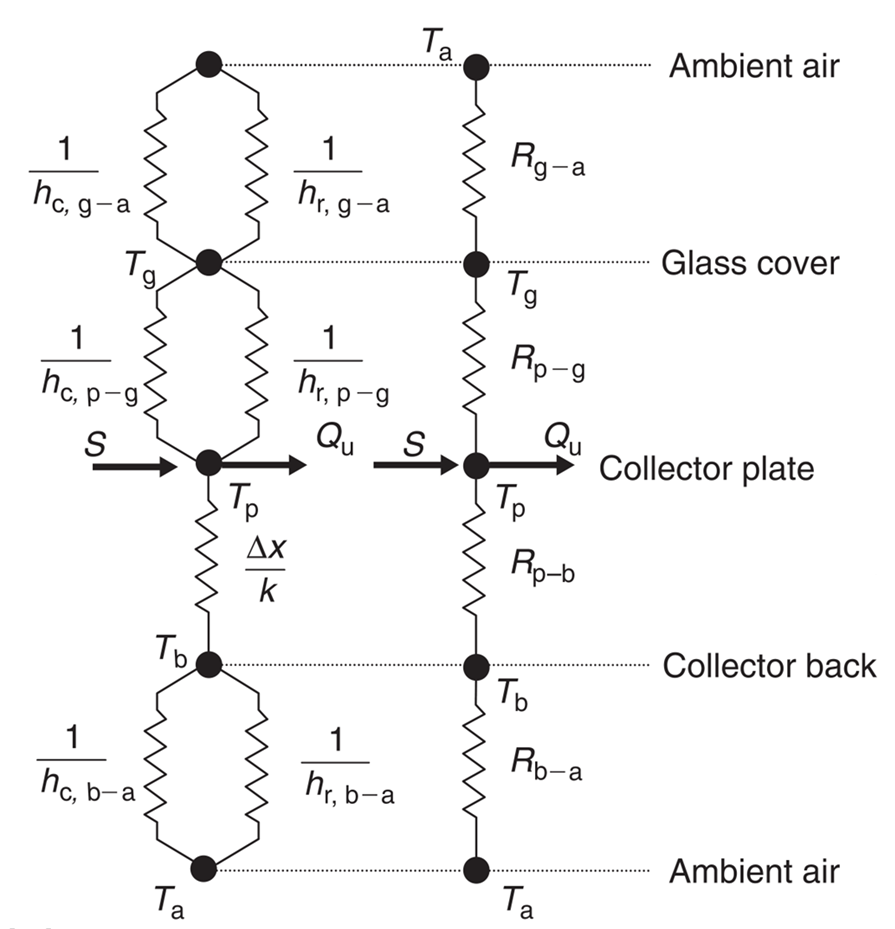 Ta Ambient air
1/hc, g−a 1/hr, g−a Rg−a
Tg Glass cover
Tg
1/hc, p−g 1/hr, p−g Rp−g
S Qu S Qu Collector plate
Tp Tp
Δx/k Rp−b
Tb Collector back
Tb
1/hc, b−a 1/hr, b−a Rb−a
Ambient air
Ta Ta